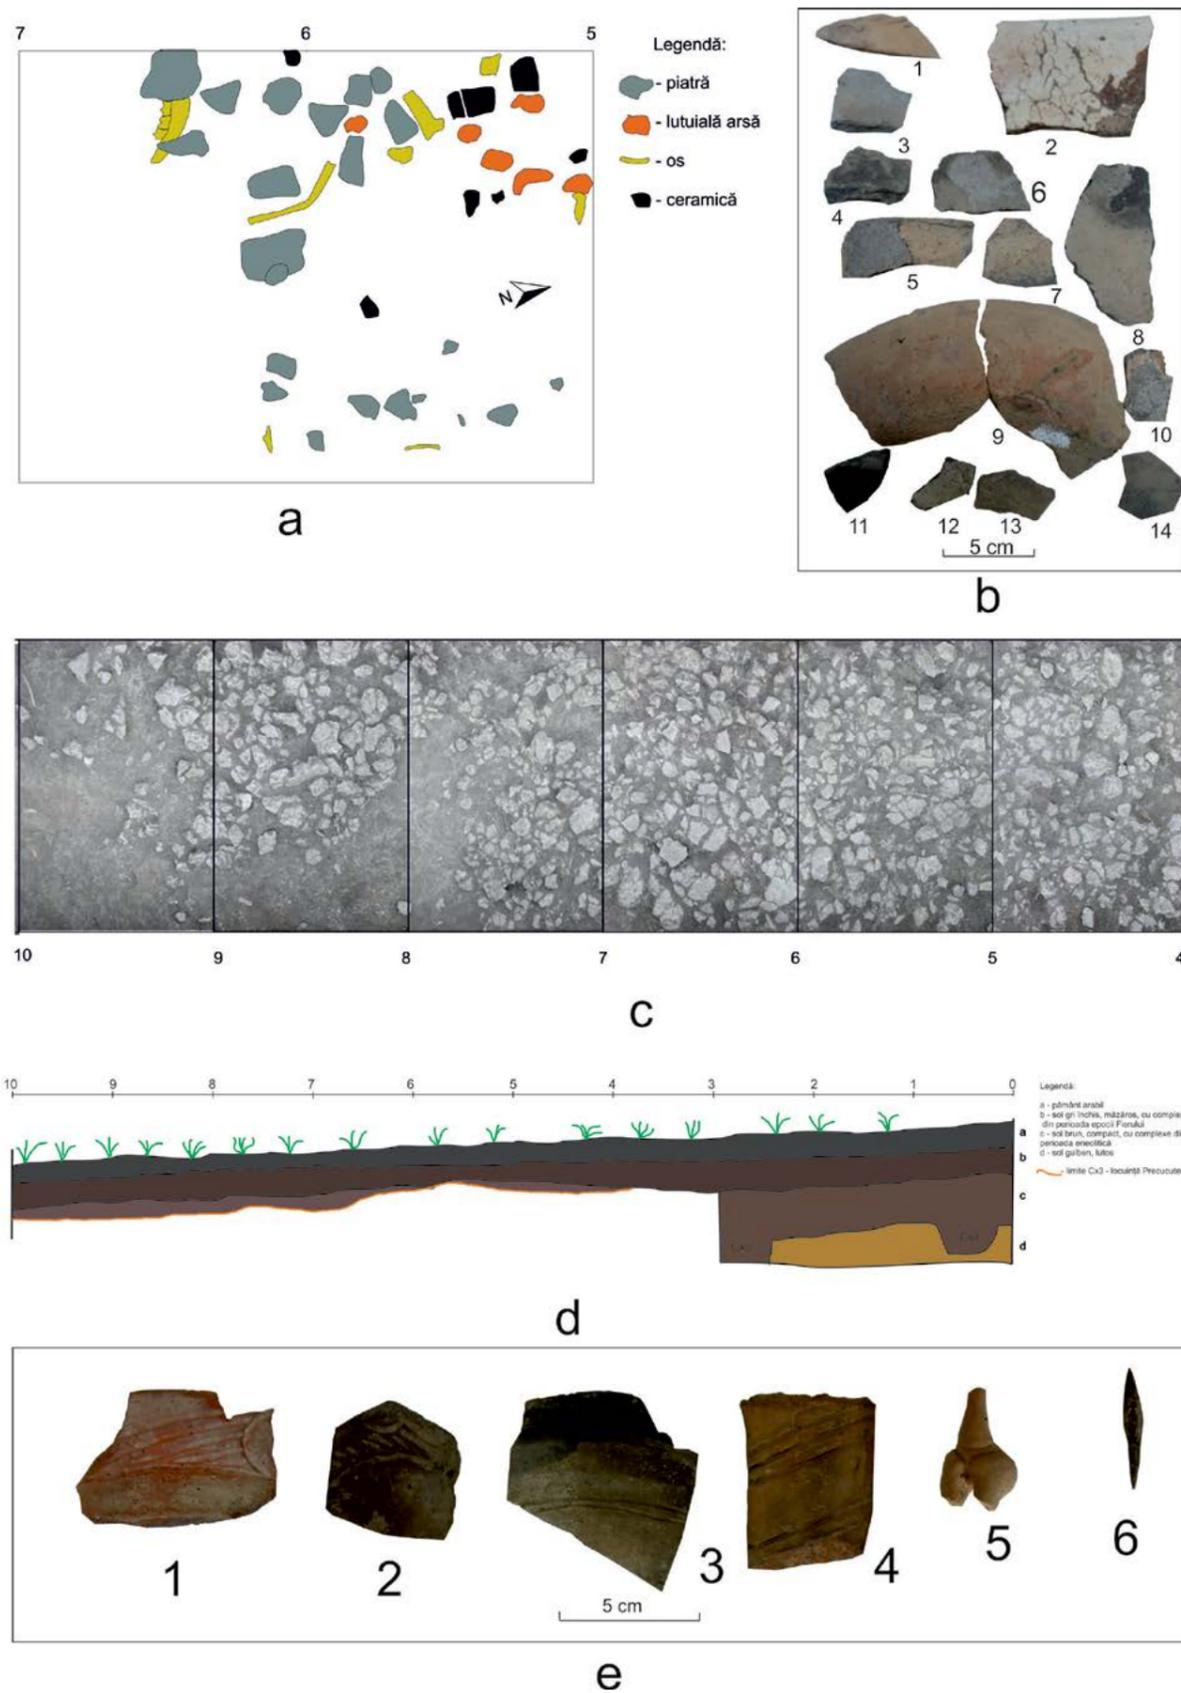 7 6 5
Legendă:
- piatră
- lutuială arsă
- os
- ceramică
N
a
1
2
3
4
6
5
7
8
9
10
11 12 13 14
5 cm
b
10 9 8 7 6 5 4
c
10 9 8 7 6 5 4 3 2 1 0
Legendă:
a - pământ arabil
b - sol gri închis, măzăros, cu comple
din perioada epocii Fierului
c - sol brun, compact, cu complexe di
perioada eneolitică
d - sol galben, lutos
- limite Cx3 - locuință Precucute
a
b
c
d
d
1 2 3 4 5 6
5 cm
e